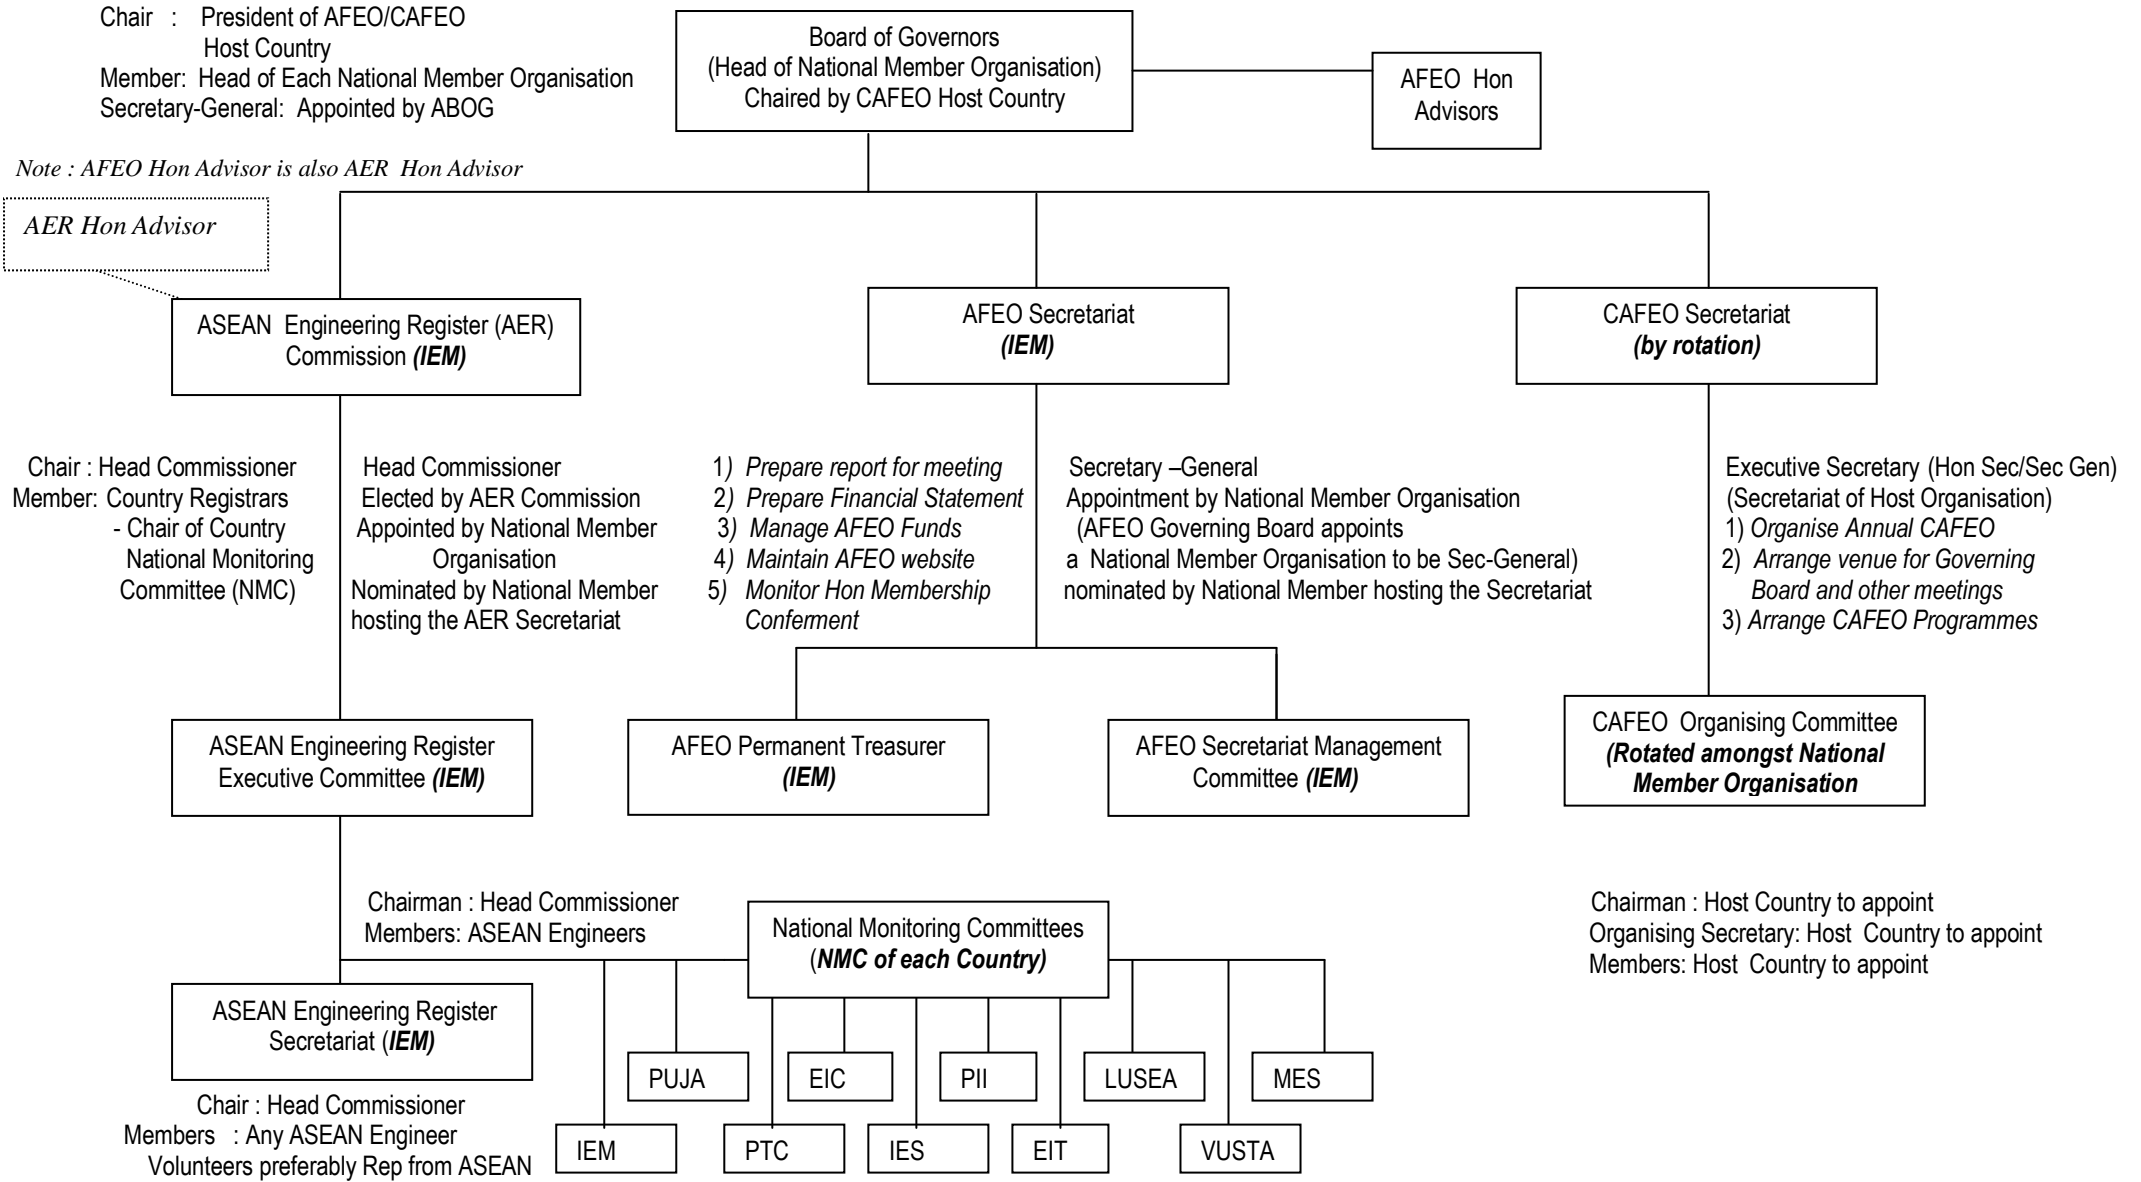 Chair : President of AFEO/CAFEO
Host Country
Member: Head of Each National Member Organisation
Secretary-General: Appointed by ABOG
Board of Governors
(Head of National Member Organisation)
Chaired by CAFEO Host Country
AFEO Hon
Advisors
Note : AFEO Hon Advisor is also AER Hon Advisor
AER Hon Advisor
ASEAN Engineering Register (AER)
Commission (IEM)
AFEO Secretariat
(IEM)
CAFEO Secretariat
(by rotation)
Chair : Head Commissioner
Member: Country Registrars
- Chair of Country
National Monitoring
Committee (NMC)
Head Commissioner
Elected by AER Commission
Appointed by National Member
Organisation
Nominated by National Member
hosting the AER Secretariat
1) Prepare report for meeting
2) Prepare Financial Statement
3) Manage AFEO Funds
4) Maintain AFEO website
5) Monitor Hon Membership
Conferment
Secretary –General
Appointment by National Member Organisation
(AFEO Governing Board appoints
a National Member Organisation to be Sec-General)
nominated by National Member hosting the Secretariat
Executive Secretary (Hon Sec/Sec Gen)
(Secretariat of Host Organisation)
1) Organise Annual CAFEO
2) Arrange venue for Governing
Board and other meetings
3) Arrange CAFEO Programmes
ASEAN Engineering Register
Executive Committee (IEM)
AFEO Permanent Treasurer
(IEM)
AFEO Secretariat Management
Committee (IEM)
CAFEO Organising Committee
(Rotated amongst National
Member Organisation
Chairman : Head Commissioner
Members: ASEAN Engineers
National Monitoring Committees
(NMC of each Country)
Chairman : Host Country to appoint
Organising Secretary: Host Country to appoint
Members: Host Country to appoint
ASEAN Engineering Register
Secretariat (IEM)
PUJA
EIC
PII
LUSEA
MES
Chair : Head Commissioner
Members : Any ASEAN Engineer
Volunteers preferably Rep from ASEAN
IEM
PTC
IES
EIT
VUSTA